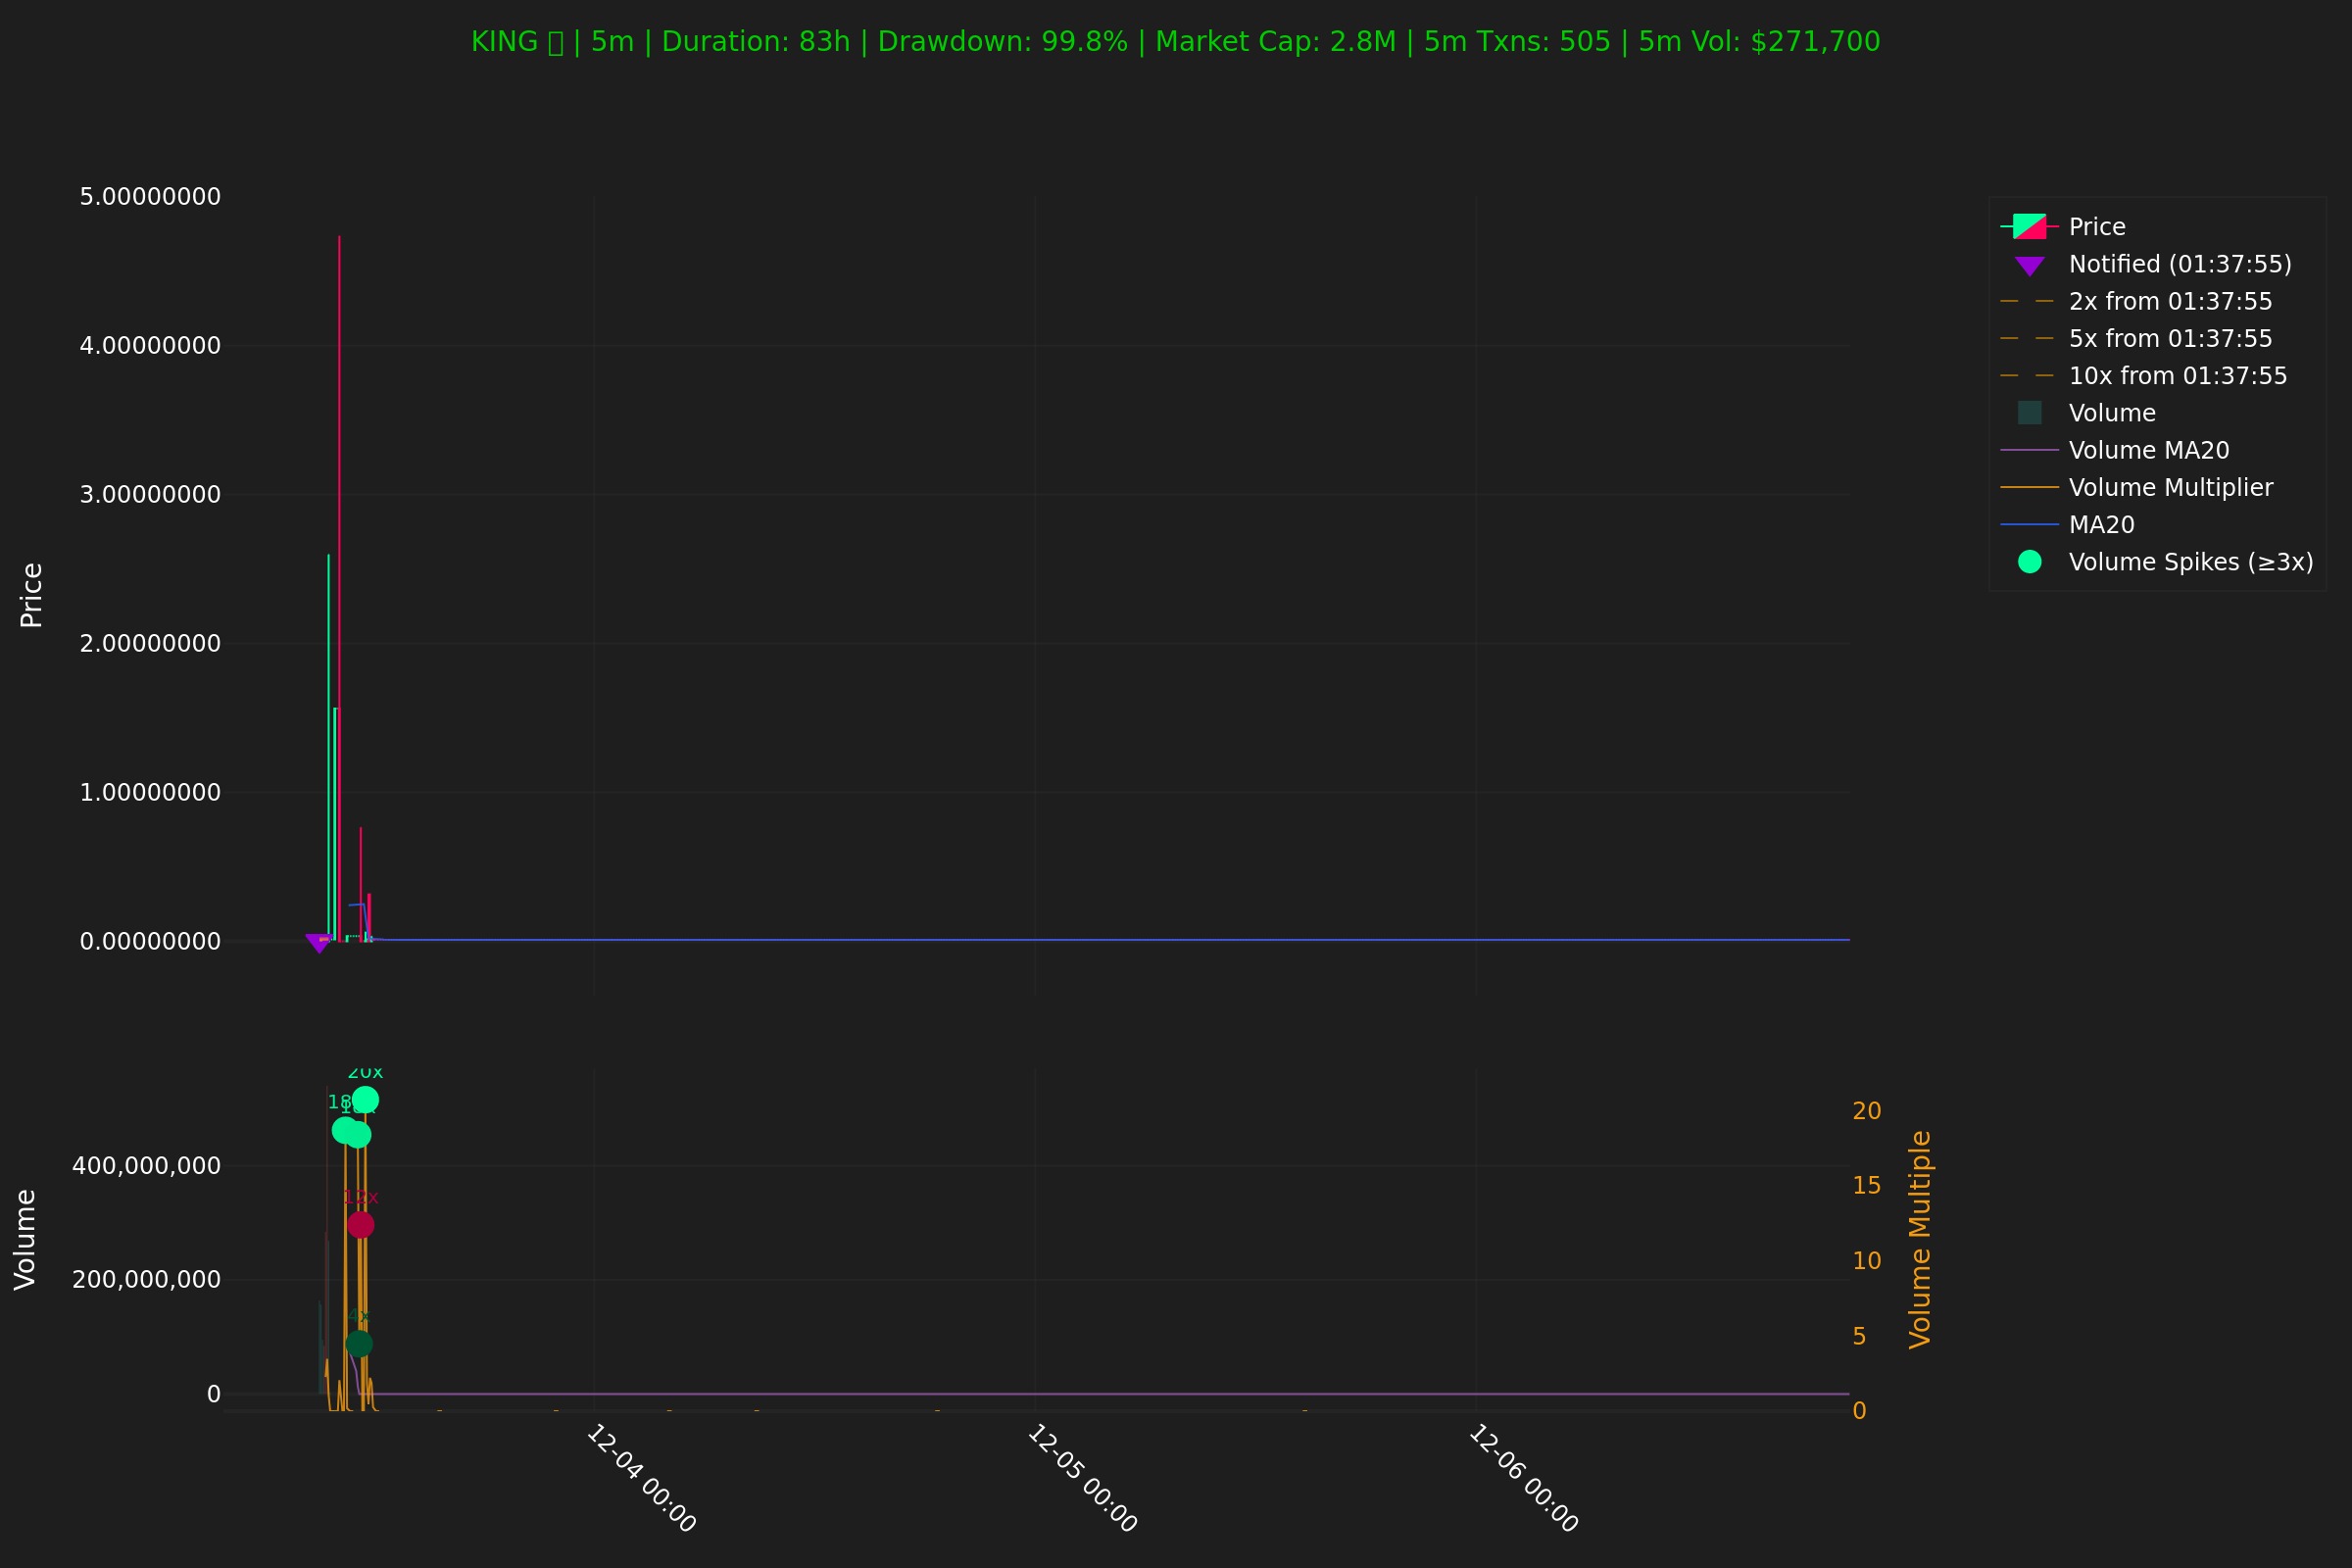 KING | 5m | Duration: 83h | Drawdown: 99.8% | Market Cap: 2.8M | 5m Txns: 505 | 5m Vol: $271,700
5.00000000
4.00000000
3.00000000
2.00000000
1.00000000
0.00000000
Price
Price
Notified (01:37:55)
2x from 01:37:55
5x from 01:37:55
10x from 01:37:55
Volume
Volume MA20
Volume Multiplier
MA20
Volume Spikes (≥3x)
20x
12x
4x
400,000,000
200,000,000
0
Volume
20
15
10
5
0
Volume Multiple
12-04 00:00
12-05 00:00
12-06 00:00